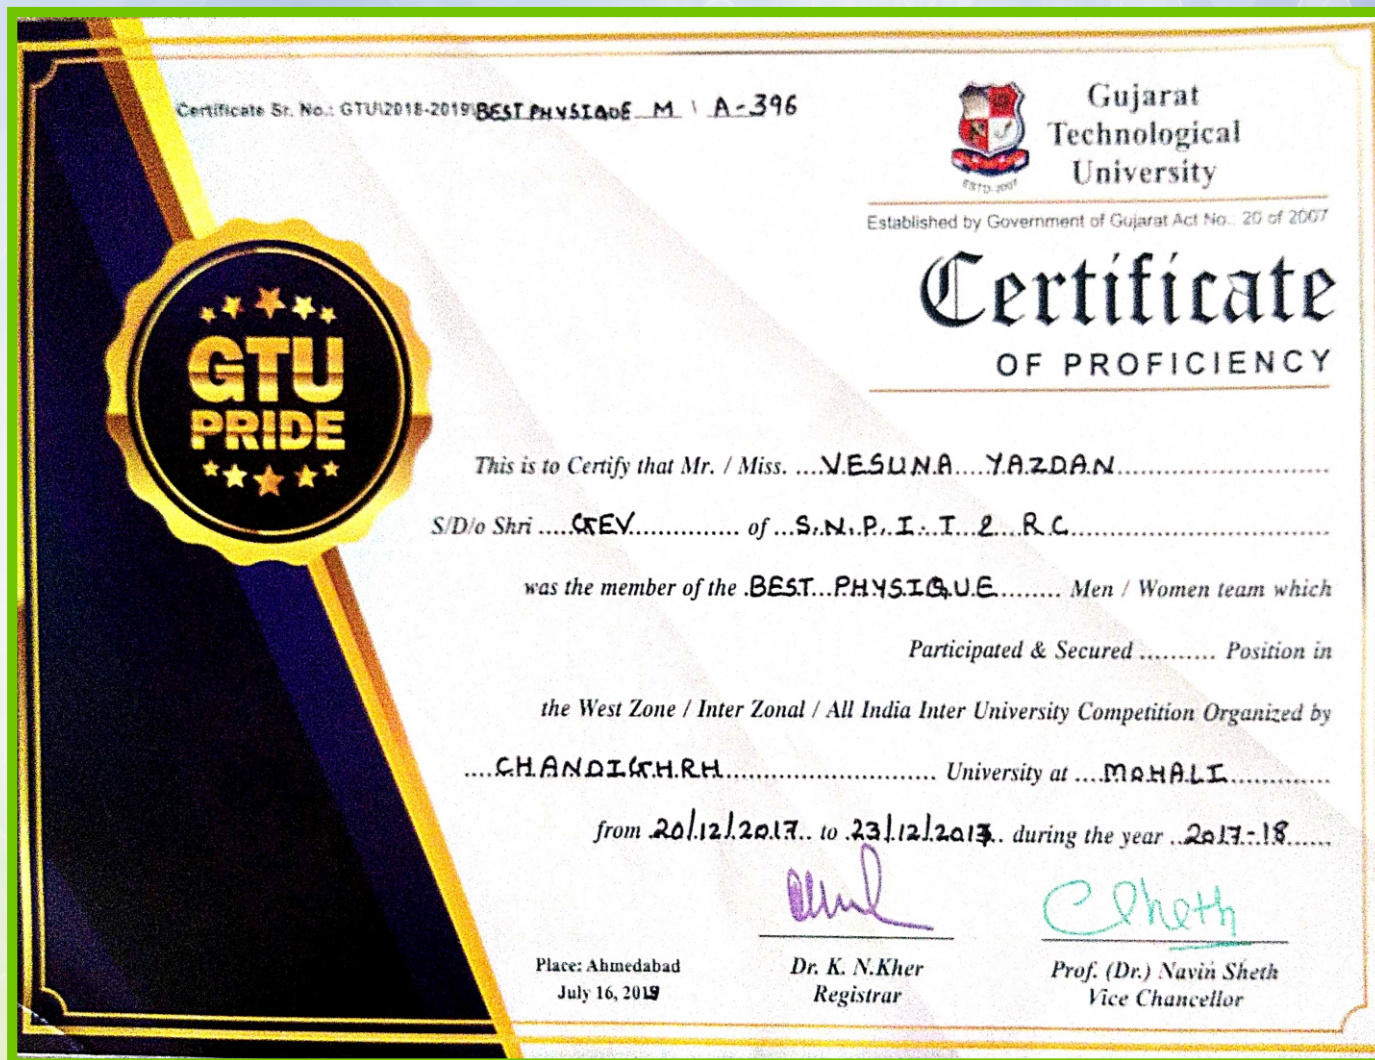 Certificate Sr. No.: GTU\2018-2019\BEST PHYSIQUE M \ A-396
Gujarat
Technological
University
ESTD-2007
Established by Government of Gujarat Act No.: 20 of 2007
Certificate
OF PROFICIENCY
GTU
PRIDE
This is to Certify that Mr. / Miss. ....VESUNA....YAZDAN..............................
S/D/o Shri .....GEV............... of ...S.N.P.I.T...&...R.C....................................
was the member of the .BEST...PHYSIQUE......... Men / Women team which
Participated & Secured .......... Position in
the West Zone / Inter Zonal / All India Inter University Competition Organized by
....CHANDIGHRH............................. University at ....MOHALI.............
from .20/12/2017.. to .23/12/2017.. during the year ..2017-18......
Cheth
Place: Ahmedabad
July 16, 2019
Dr. K. N.Kher
Registrar
Prof. (Dr.) Navin Sheth
Vice Chancellor